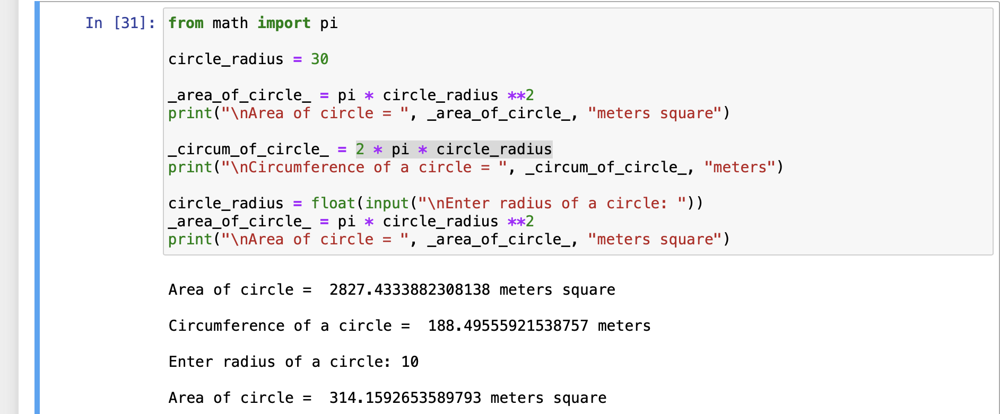 In [31]: from math import pi
circle_radius = 30
_area_of_circle_ = pi * circle_radius **2
print("\nArea of circle = ", _area_of_circle_, "meters square")
_circum_of_circle_ = 2 * pi * circle_radius
print("\nCircumference of a circle = ", _circum_of_circle_, "meters")
circle_radius = float(input("\nEnter radius of a circle: "))
_area_of_circle_ = pi * circle_radius **2
print("\nArea of circle = ", _area_of_circle_, "meters square")
Area of circle =  2827.4333882308138 meters square
Circumference of a circle =  188.49555921538757 meters
Enter radius of a circle: 10
Area of circle =  314.1592653589793 meters square